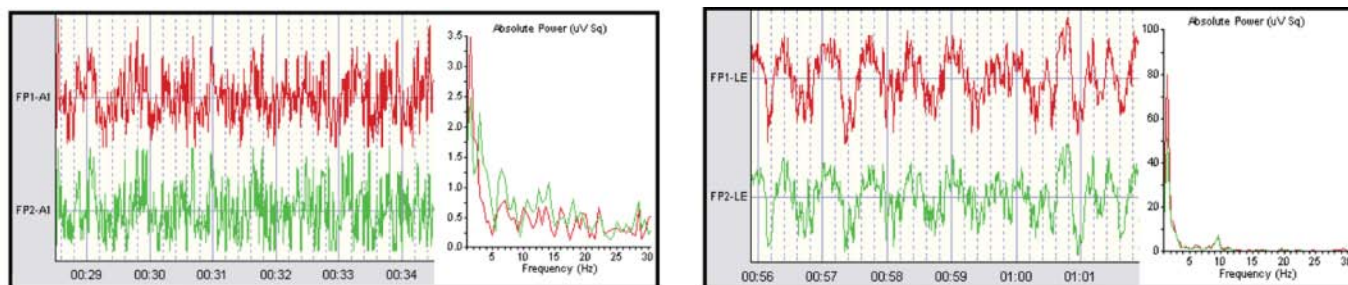 Absolute Power (uV Sq)
3.5
3.0
2.5
2.0
1.5
1.0
0.5
0.0
FP1-A1
FP2-A1
5 10 15 20 25 30
Frequency (Hz)
00:29 00:30 00:31 00:32 00:33 00:34
Absolute Power (uV Sq)
100
80
60
40
20
0
FP1-LE
FP2-LE
5 10 15 20 25 30
Frequency (Hz)
00:56 00:57 00:58 00:59 01:00 01:01